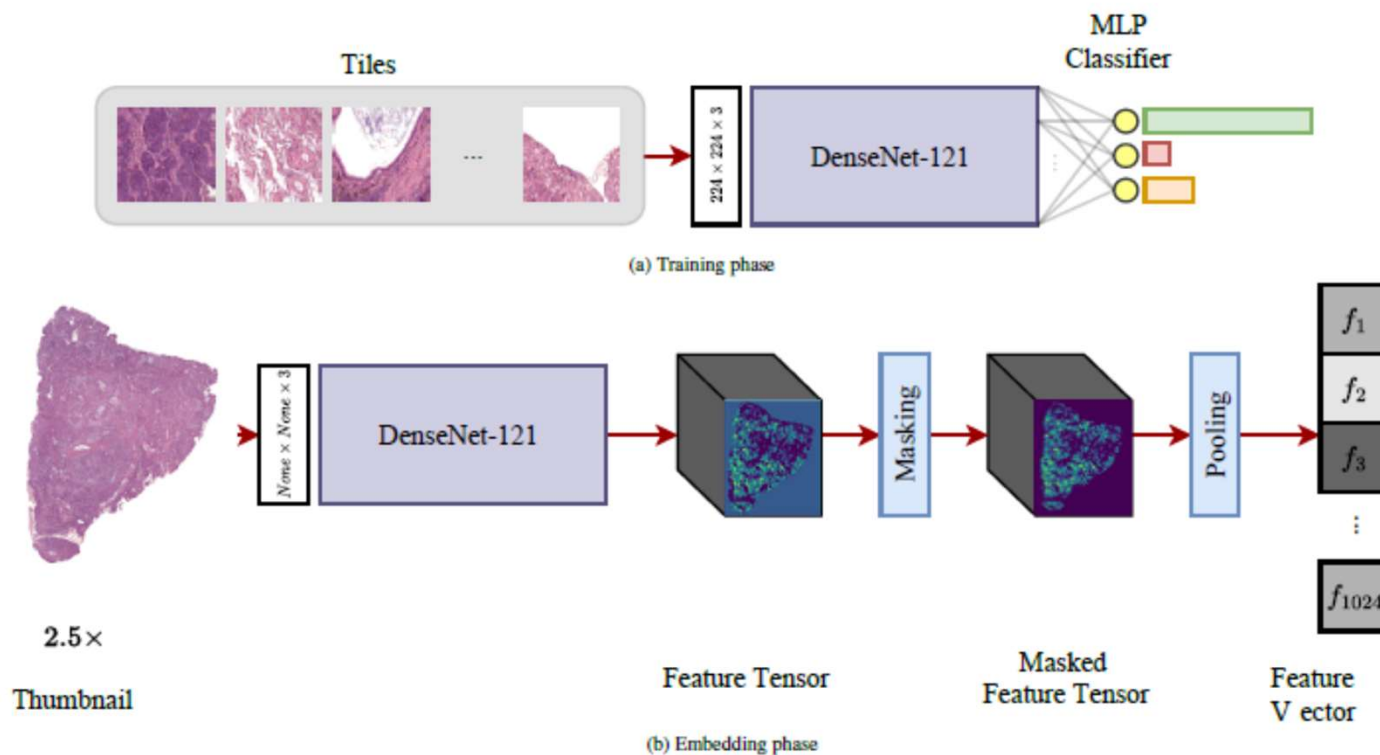 Tiles
MLP
Classifier
...
224 × 224 × 3
DenseNet-121
...
(a) Training phase
None × None × 3
DenseNet-121
Masking
Pooling
f₁
f₂
f₃
...
f₁₀₂₄
2.5×
Thumbnail
Feature Tensor
Masked
Feature Tensor
Feature
V ector
(b) Embedding phase